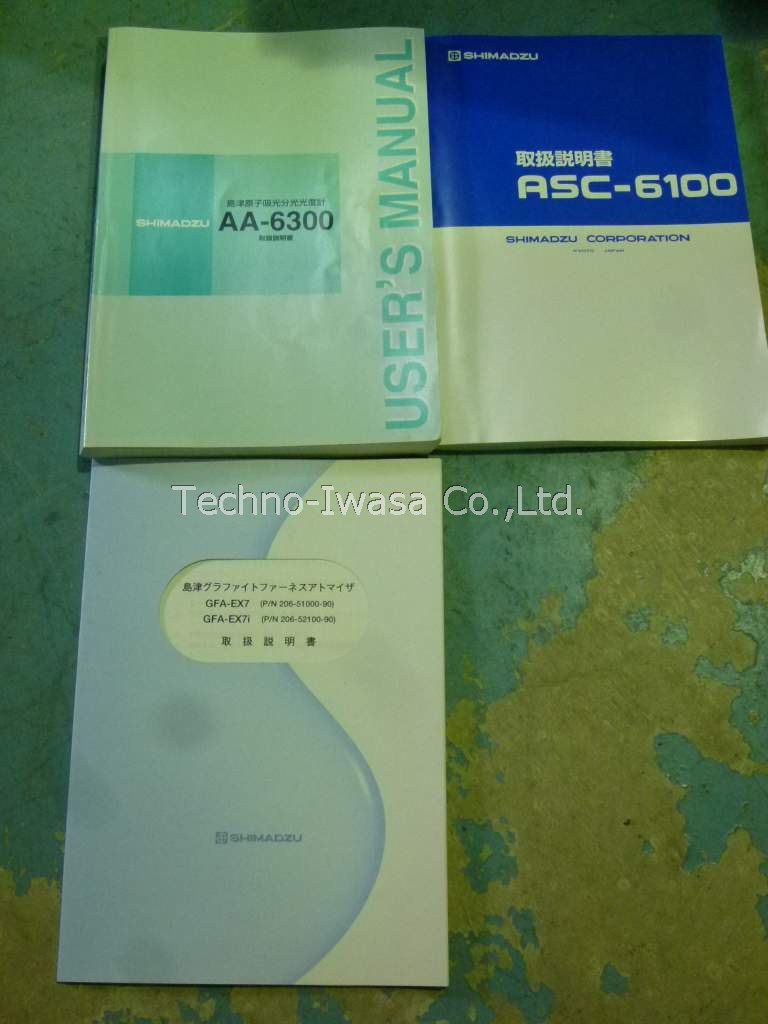 島津原子吸光分光光度計
SHIMADZU
AA-6300
取扱説明書
USER'S MANUAL
SHIMADZU
取扱説明書
ASC-6100
SHIMADZU CORPORATION
KYOTO JAPAN
Techno-Iwasa Co.,Ltd.
島津グラファイトファーネスアトマイザ
GFA-EX7 (P/N 206-51000-90)
GFA-EX7i (P/N 206-52100-90)
取扱説明書
SHIMADZU